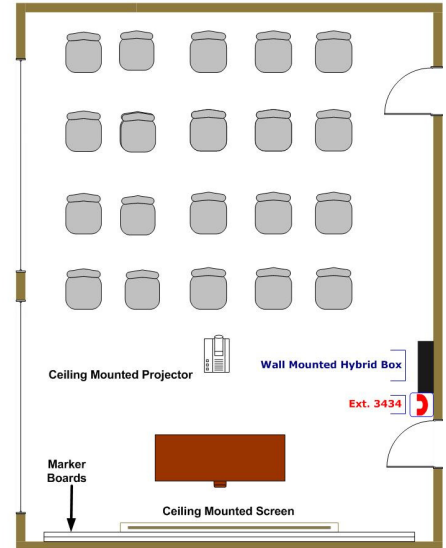 Wall Mounted Hybrid Box
Ceiling Mounted Projector
Ext. 3434
Marker
Boards
Ceiling Mounted Screen